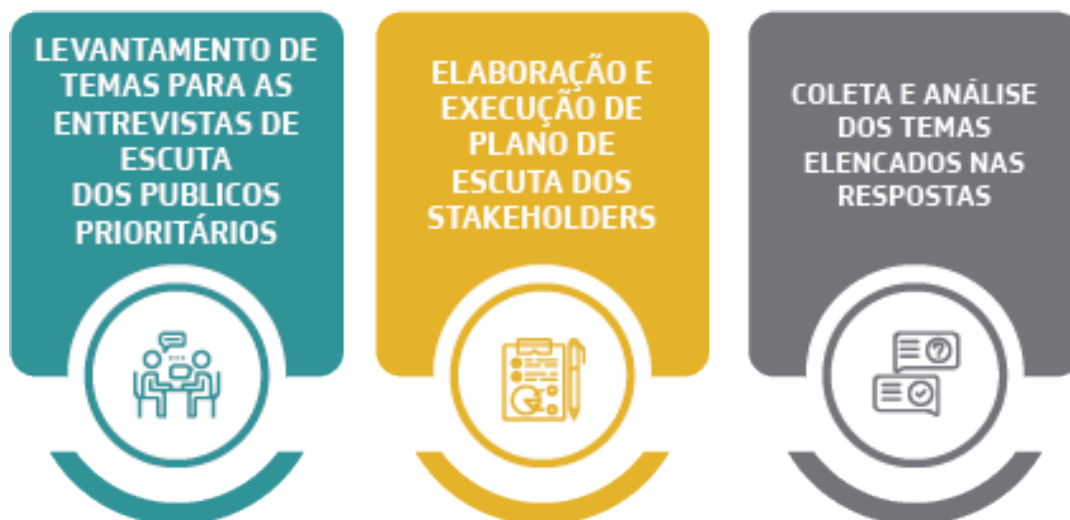 LEVANTAMENTO DE
TEMAS PARA AS
ENTREVISTAS DE
ESCUTA
DOS PUBLICOS
PRIORITÁRIOS
ELABORAÇÃO E
EXECUÇÃO DE
PLANO DE
ESCUTA DOS
STAKEHOLDERS
COLETA E ANÁLISE
DOS TEMAS
ELENCADOS NAS
RESPOSTAS